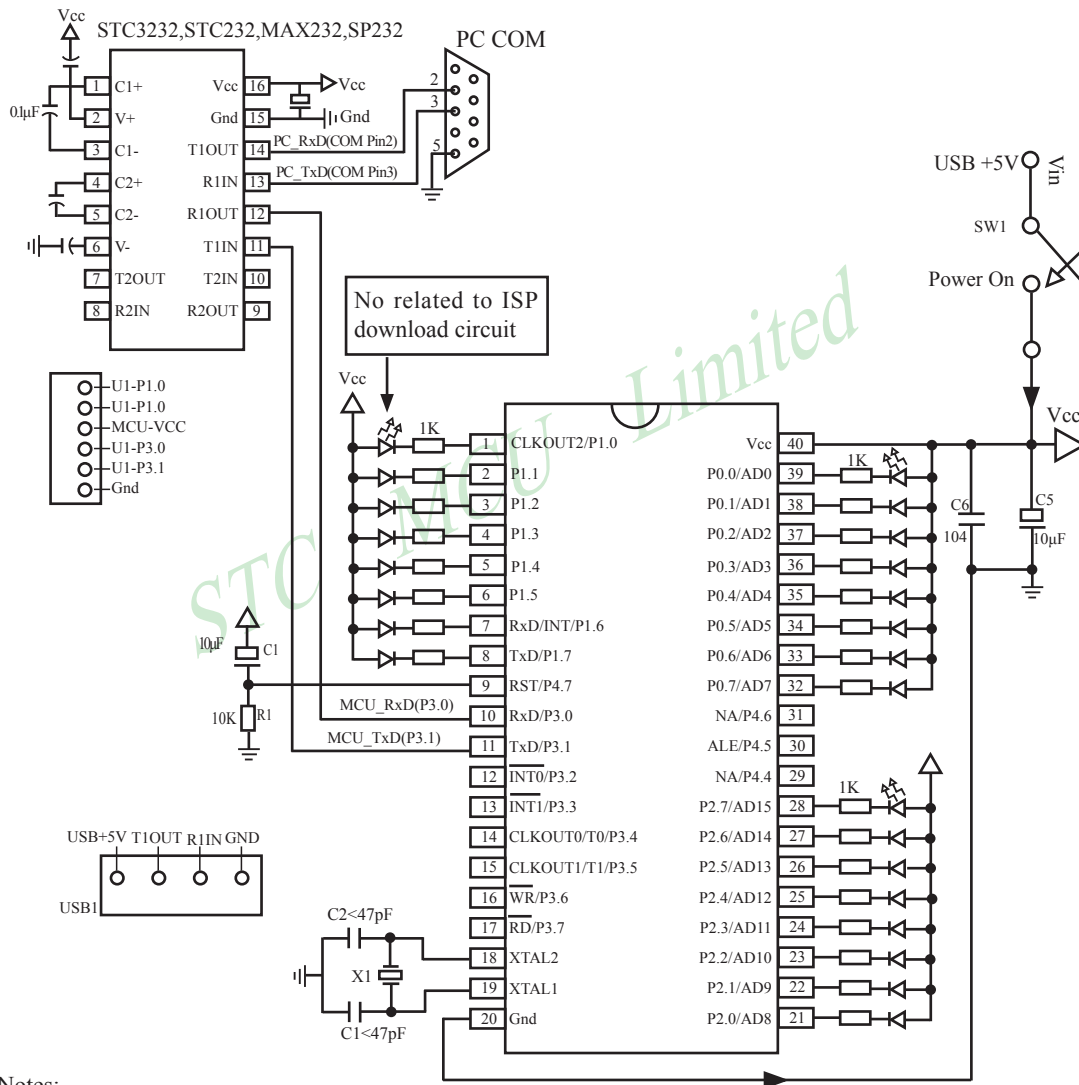 Vcc
STC3232,STC232,MAX232,SP232
PC COM
1 C1+ Vcc 16 Vcc
0.1µF
2 V+ Gnd 15 Gnd
3 C1- T1OUT 14 PC_RxD(COM Pin2)
4 C2+ R1IN 13 PC_TxD(COM Pin3)
5 C2- R1OUT 12
6 V- T1IN 11
7 T2OUT T2IN 10
8 R2IN R2OUT 9
2
3
5
USB +5V
Vin
SW1
Power On
No related to ISP
download circuit
U1-P1.0
U1-P1.0
MCU-VCC
U1-P3.0
U1-P3.1
Gnd
STC MCU Limited
Vcc
1K
1 CLKOUT2/P1.0 Vcc 40
2 P1.1 P0.0/AD0 39
3 P1.2 P0.1/AD1 38
4 P1.3 P0.2/AD2 37
5 P1.4 P0.3/AD3 36
6 P1.5 P0.4/AD4 35
7 RxD/INT/P1.6 P0.5/AD5 34
8 TxD/P1.7 P0.6/AD6 33
9 RST/P4.7 P0.7/AD7 32
10 RxD/P3.0 NA/P4.6 31
11 TxD/P3.1 ALE/P4.5 30
12 INT0/P3.2 NA/P4.4 29
13 INT1/P3.3 P2.7/AD15 28
14 CLKOUT0/T0/P3.4 P2.6/AD14 27
15 CLKOUT1/T1/P3.5 P2.5/AD13 26
16 WR/P3.6 P2.4/AD12 25
17 RD/P3.7 P2.3/AD11 24
18 XTAL2 P2.2/AD10 23
19 XTAL1 P2.1/AD9 22
20 Gnd P2.0/AD8 21
1K
Vcc
C6
104
C5
10µF
1K
10µF
C1
10K
R1
MCU_RxD(P3.0)
MCU_TxD(P3.1)
USB+5V T1OUT R1IN GND
USB1
C2<47pF
X1
C1<47pF
Notes: